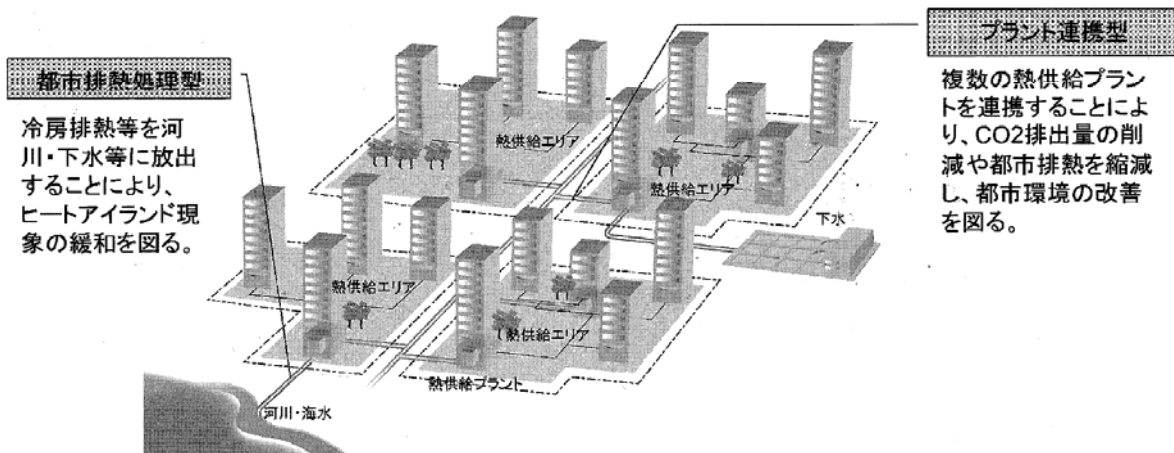 都市排熱処理型
冷房排熱等を河
川・下水等に放出
することにより、
ヒートアイランド現
象の緩和を図る。
プラント連携型
複数の熱供給プラン
トを連携することによ
り、CO2排出量の削
減や都市排熱を縮減
し、都市環境の改善
を図る。
熱供給エリア
熱供給エリア
下水
熱供給エリア
熱供給エリア
熱供給プラント
河川・海水